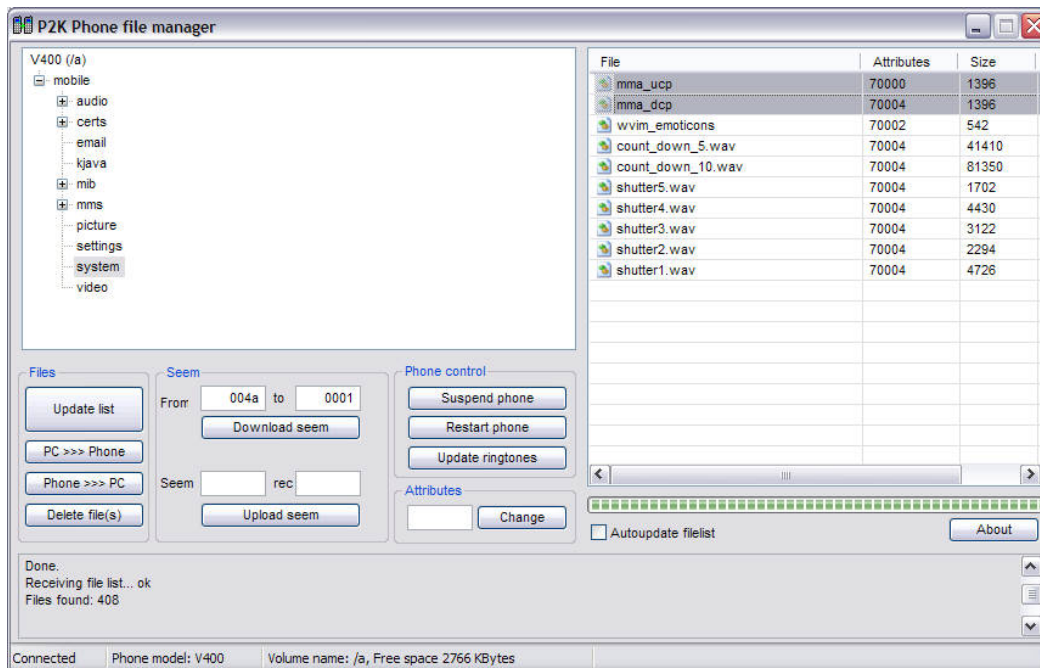 P2K Phone file manager
V400 (/a)
mobile
audio
certs
email
kjava
mib
mms
picture
settings
system
video
File Attributes Size
mma_ucp 70000 1396
mma_dcp 70004 1396
wvim_emoticons 70002 542
count_down_5.wav 70004 41410
count_down_10.wav 70004 81350
shutter5.wav 70004 1702
shutter4.wav 70004 4430
shutter3.wav 70004 3122
shutter2.wav 70004 2294
shutter1.wav 70004 4726
Files
Update list
PC >>> Phone
Phone >>> PC
Delete file(s)
Seem
From 004a to 0001
Download seem
Seem rec
Upload seem
Phone control
Suspend phone
Restart phone
Update ringtones
Attributes
Change
Autoupdate filelist
About
Done.
Receiving file list... ok
Files found: 408
Connected Phone model: V400 Volume name: /a, Free space 2766 KBytes